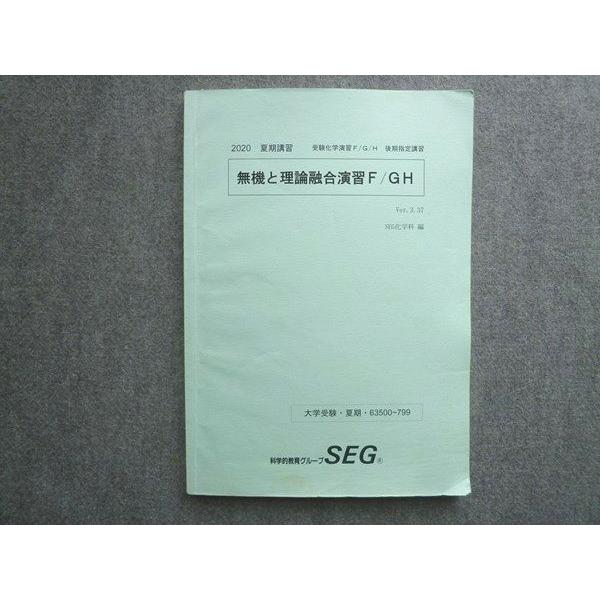 2020 夏期講習 受験化学演習F/G/H 後期指定講習
無機と理論融合演習F/GH
Ver.3.37
SEG化学科 編
大学受験・夏期・63500~799
科学的教育グループSEG®